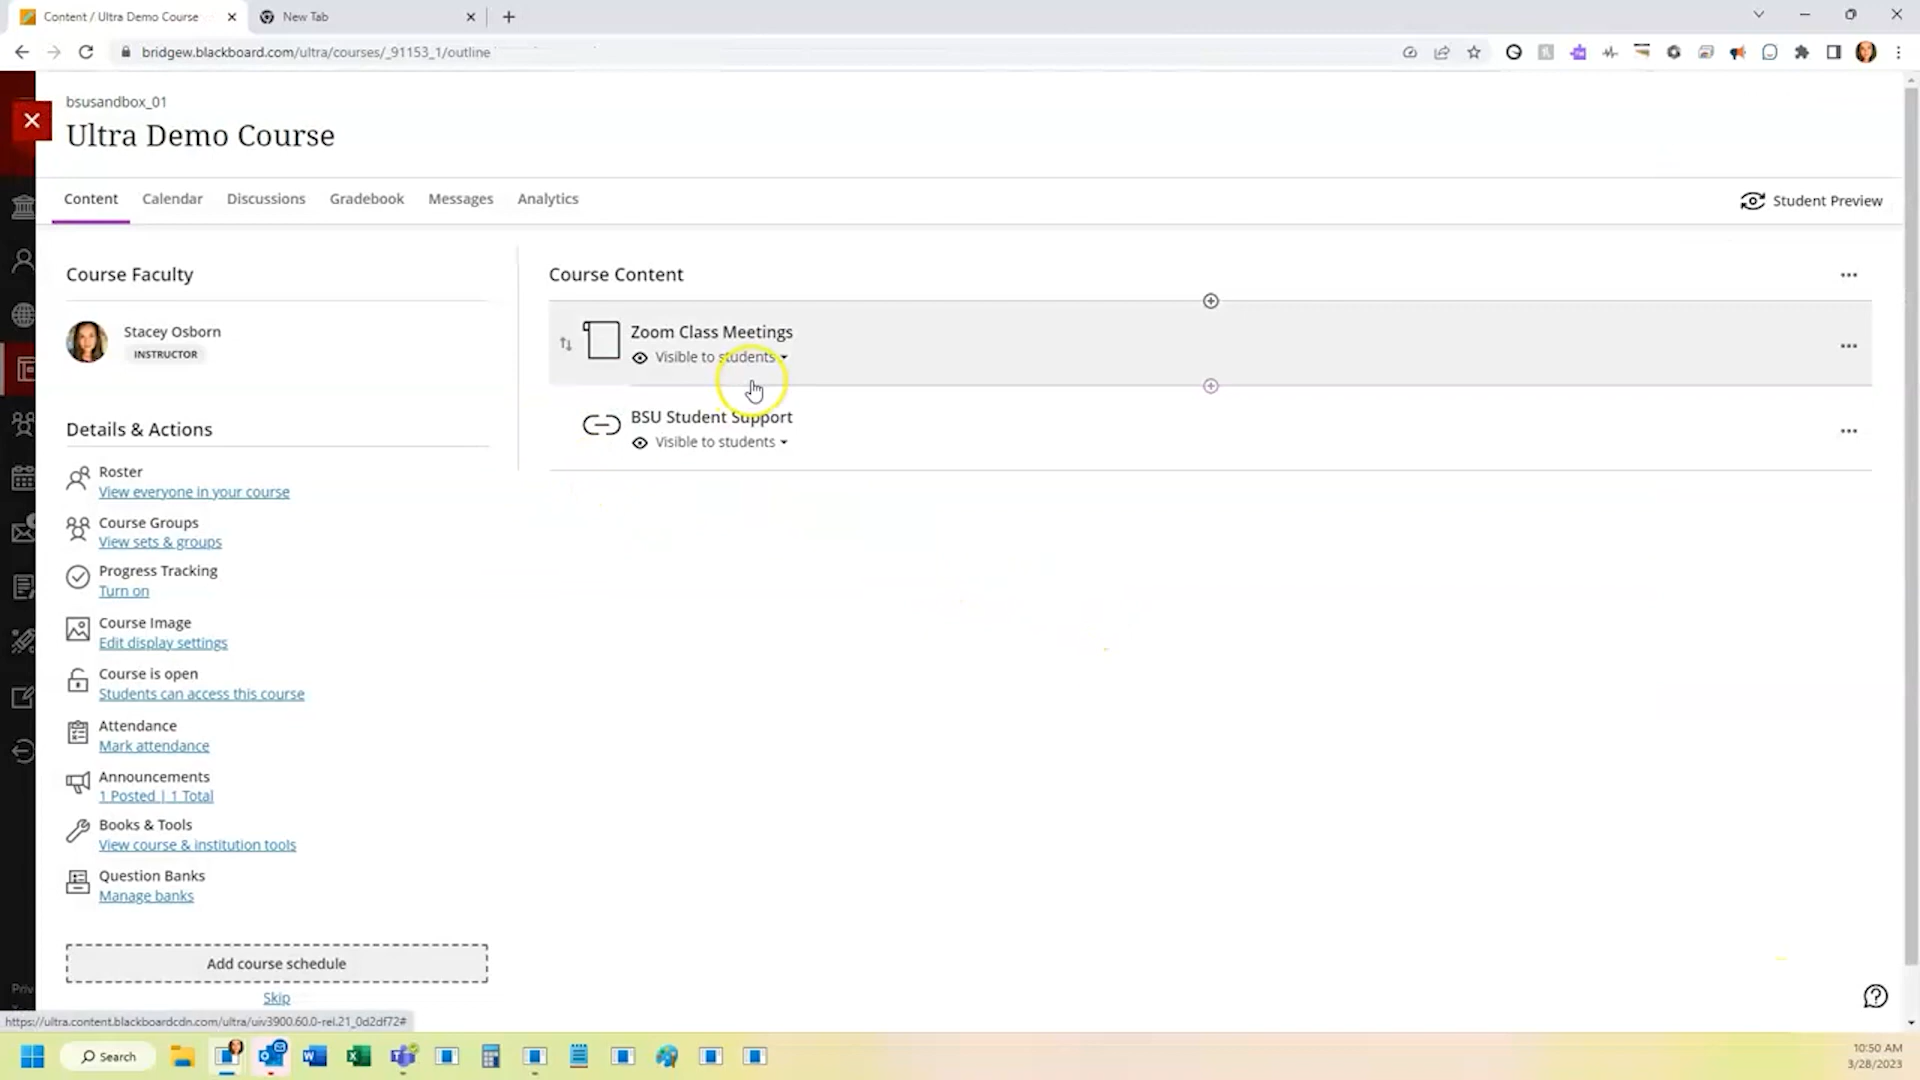 Content / Ultra Demo Course
New Tab
bridgew.blackboard.com/ultra/courses/_91153_1/outline
bsusandbox_01
Ultra Demo Course
Content
Calendar
Discussions
Gradebook
Messages
Analytics
Student Preview
Course Faculty
Stacey Osborn
INSTRUCTOR
Details & Actions
Roster
View everyone in your course
Course Groups
View sets & groups
Progress Tracking
Turn on
Course Image
Edit display settings
Course is open
Students can access this course
Attendance
Mark attendance
Announcements
1 Posted | 1 Total
Books & Tools
View course & institution tools
Question Banks
Manage banks
Add course schedule
Skip
Course Content
Zoom Class Meetings
Visible to students
BSU Student Support
Visible to students
Priv
https://ultra.content.blackboardcdn.com/ultra/uiv3900.60.0-rel.21_0d2df72#
Search
10:50 AM
3/28/2023